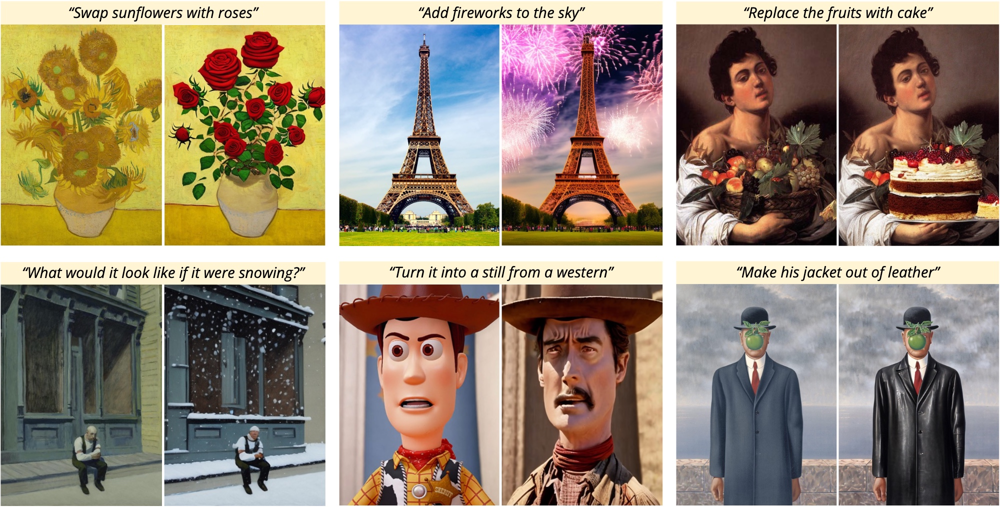 “Swap sunflowers with roses”
“Add fireworks to the sky”
“Replace the fruits with cake”
“What would it look like if it were snowing?”
“Turn it into a still from a western”
“Make his jacket out of leather”